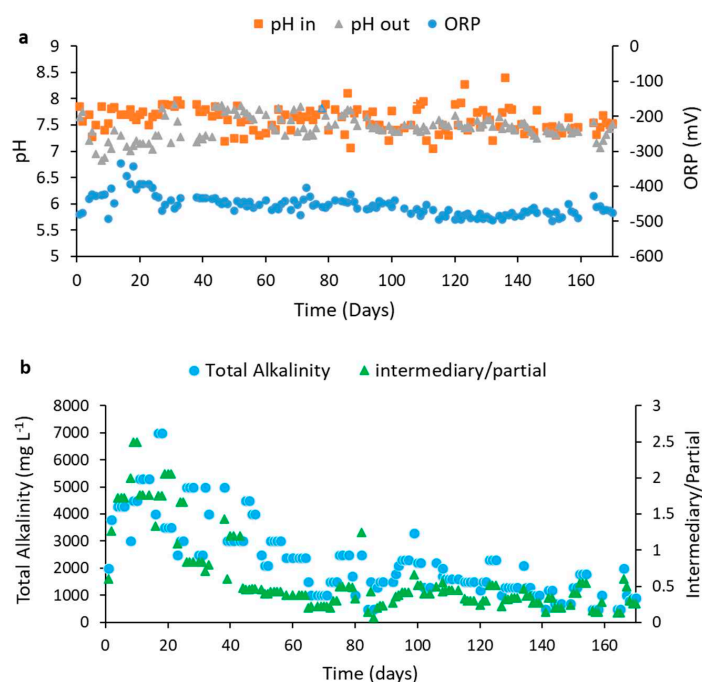 a
pH in pH out ORP
9 0
8.5 -100
8
7.5 -200
7 -300
6.5 -400
6
5.5 -500
5 -600
pH
ORP (mV)
0 20 40 60 80 100 120 140 160
Time (Days)
b
Total Alkalinity intermediary/partial
8000 3
7000 2.5
6000
5000 2
4000 1.5
3000 1
2000
1000 0.5
0 0
Total Alkalinity (mg L-1)
Intermediary/Partial
0 20 40 60 80 100 120 140 160
Time (days)